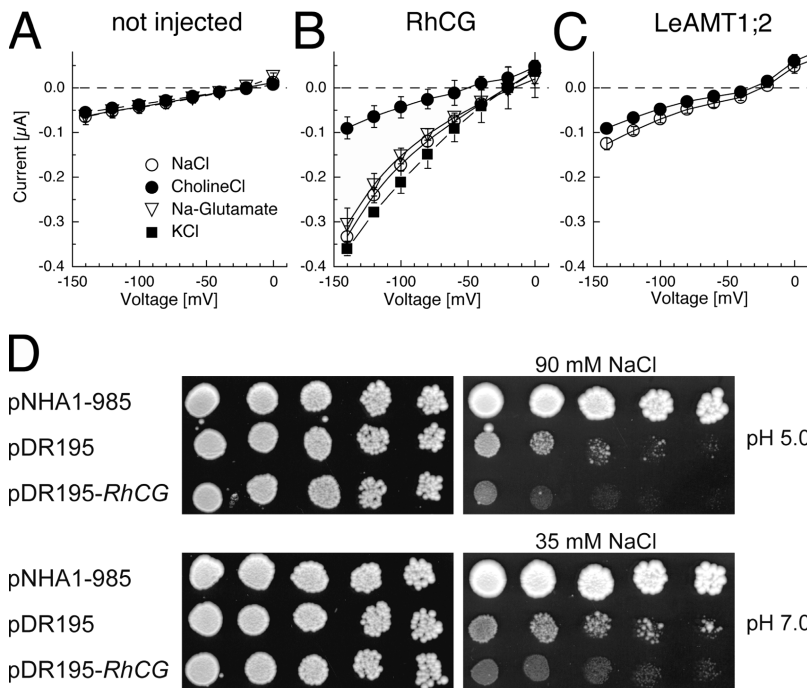 A not injected
B RhCG
C LeAMT1;2
Current [µA]
0.0
-0.1
-0.2
-0.3
-0.4
NaCl
CholineCl
Na-Glutamate
KCl
-150 -100 -50 0
Voltage [mV]
0.0
-0.1
-0.2
-0.3
-0.4
-150 -100 -50 0
Voltage [mV]
0.0
-0.1
-0.2
-0.3
-0.4
-150 -100 -50 0
Voltage [mV]
D
90 mM NaCl
pNHA1-985
pDR195
pDR195-RhCG
pH 5.0
35 mM NaCl
pNHA1-985
pDR195
pDR195-RhCG
pH 7.0